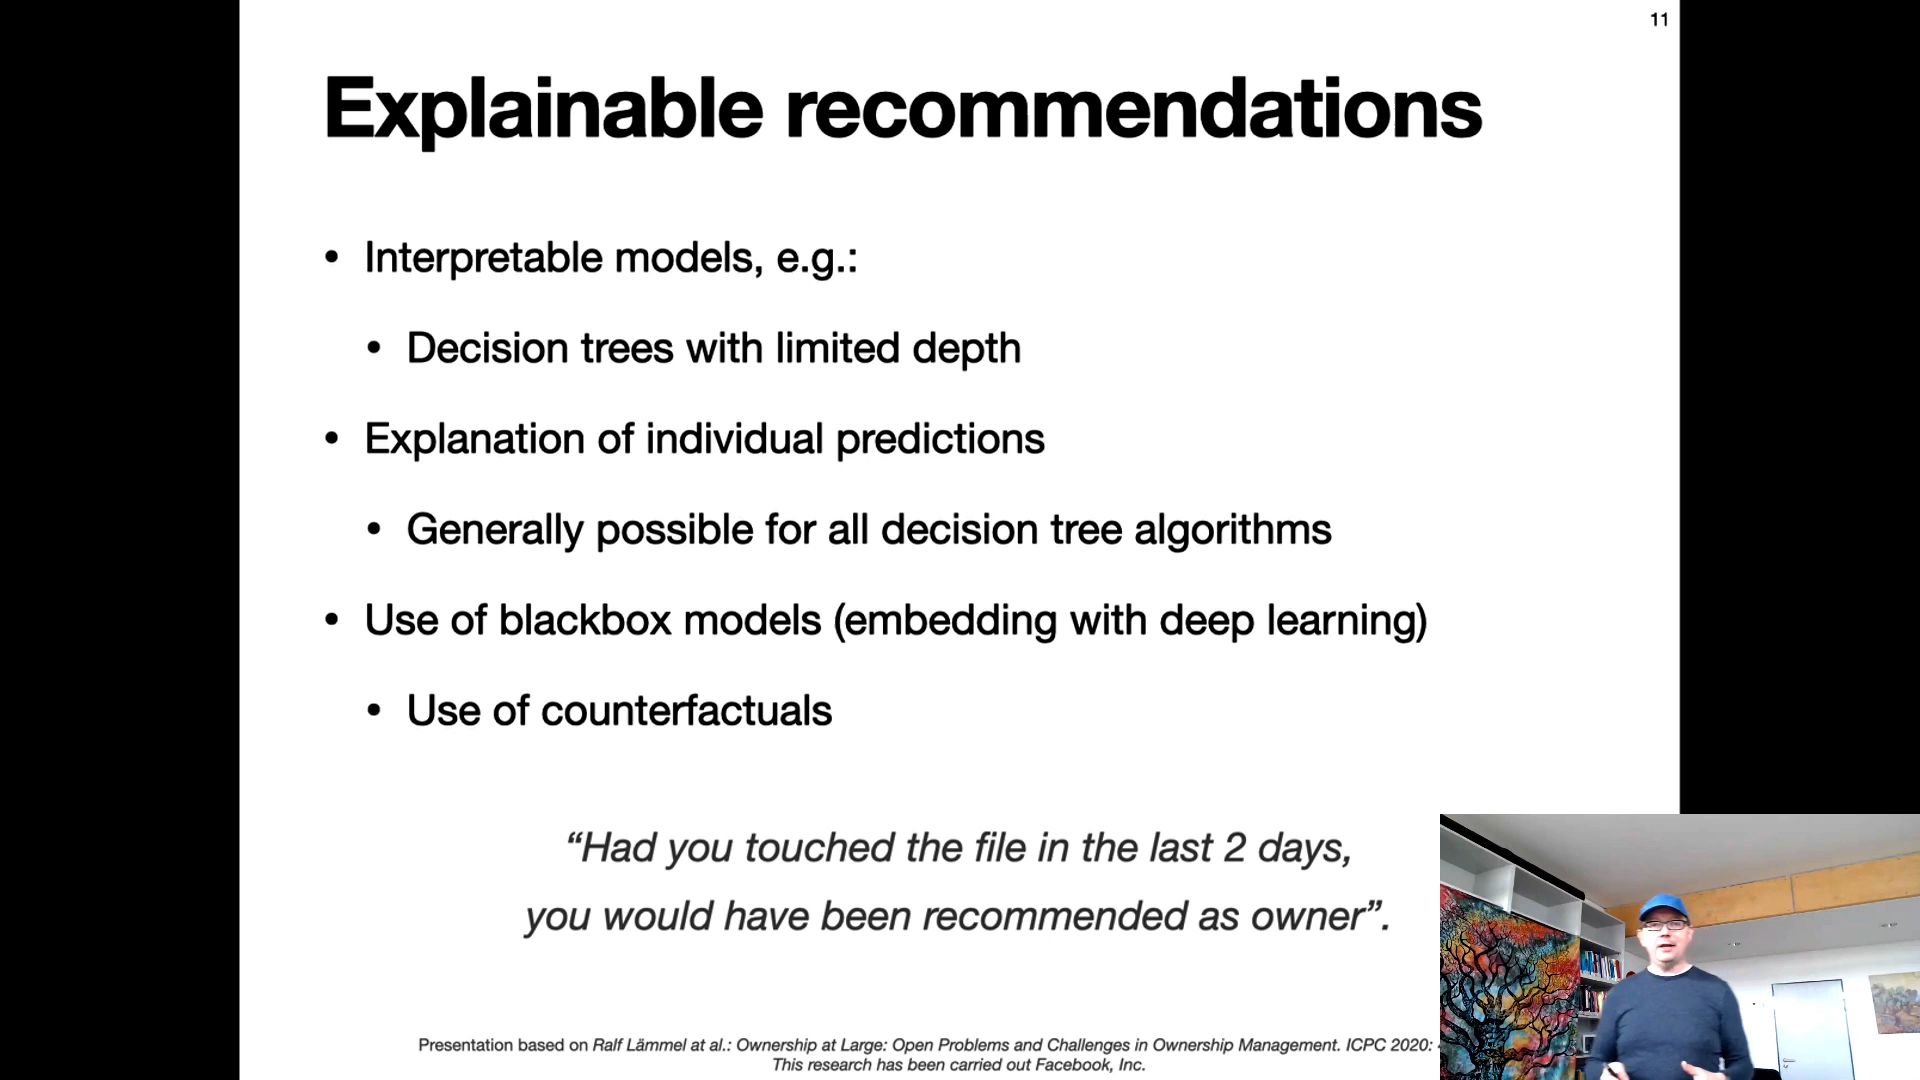 11
Explainable recommendations
• Interpretable models, e.g.:
• Decision trees with limited depth
• Explanation of individual predictions
• Generally possible for all decision tree algorithms
• Use of blackbox models (embedding with deep learning)
• Use of counterfactuals
“Had you touched the file in the last 2 days,
you would have been recommended as owner”.
Presentation based on Ralf Lämmel at al.: Ownership at Large: Open Problems and Challenges in Ownership Management. ICPC 2020:
This research has been carried out Facebook, Inc.